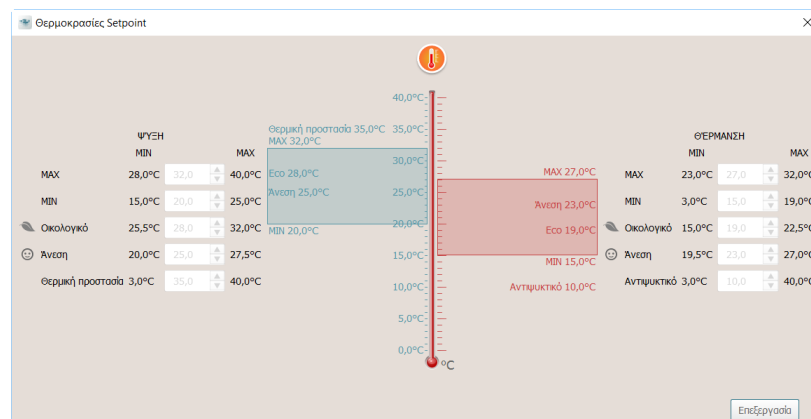 Θερμοκρασίες Setpoint
40,0°C
Θερμική προστασία 35,0°C 35,0°C
ΨΥΞΗ
ΘΈΡΜΑΝΣΗ
MAX 32,0°C
MIN MAX
MIN MAX
30,0°C
MAX 28,0°C 32,0 40,0°C
Eco 28,0°C
MAX 27,0°C
MAX 23,0°C 27,0 32,0°C
Άνεση 25,0°C 25,0°C
MIN 15,0°C 20,0 25,0°C
Άνεση 23,0°C
MIN 3,0°C 15,0 19,0°C
20,0°C
Οικολογικό 25,5°C 28,0 32,0°C
MIN 20,0°C
Eco 19,0°C
Οικολογικό 15,0°C 19,0 22,5°C
Άνεση 20,0°C 25,0 27,5°C
15,0°C
MIN 15,0°C
Άνεση 19,5°C 23,0 27,0°C
Θερμική προστασία 3,0°C 35,0 40,0°C
10,0°C
Αντιψυκτικό 10,0°C
Αντιψυκτικό 3,0°C 10,0 40,0°C
5,0°C
0,0°C
°C
Επεξεργασία